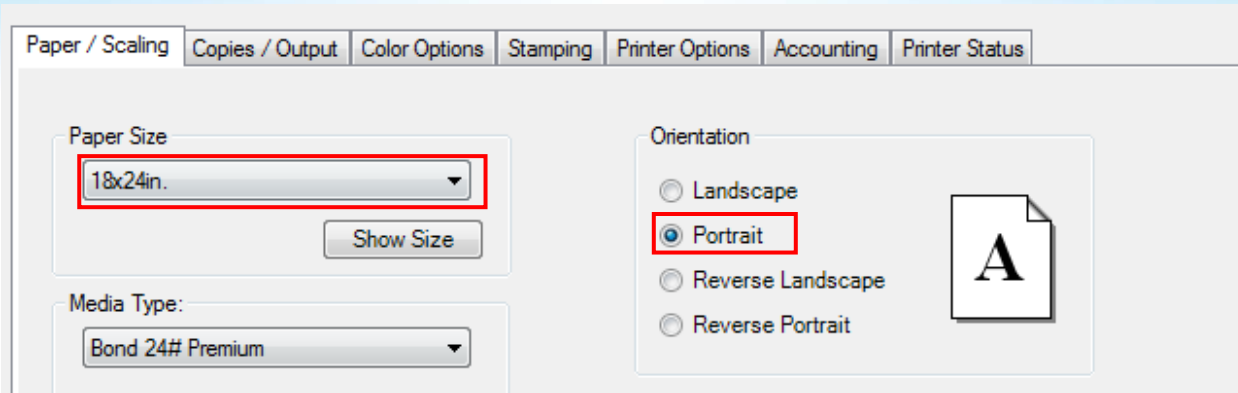 Paper / Scaling Copies / Output Color Options Stamping Printer Options Accounting Printer Status
Paper Size
18x24in.
Show Size
Media Type:
Bond 24# Premium
Orientation
Landscape
Portrait
Reverse Landscape
Reverse Portrait
A